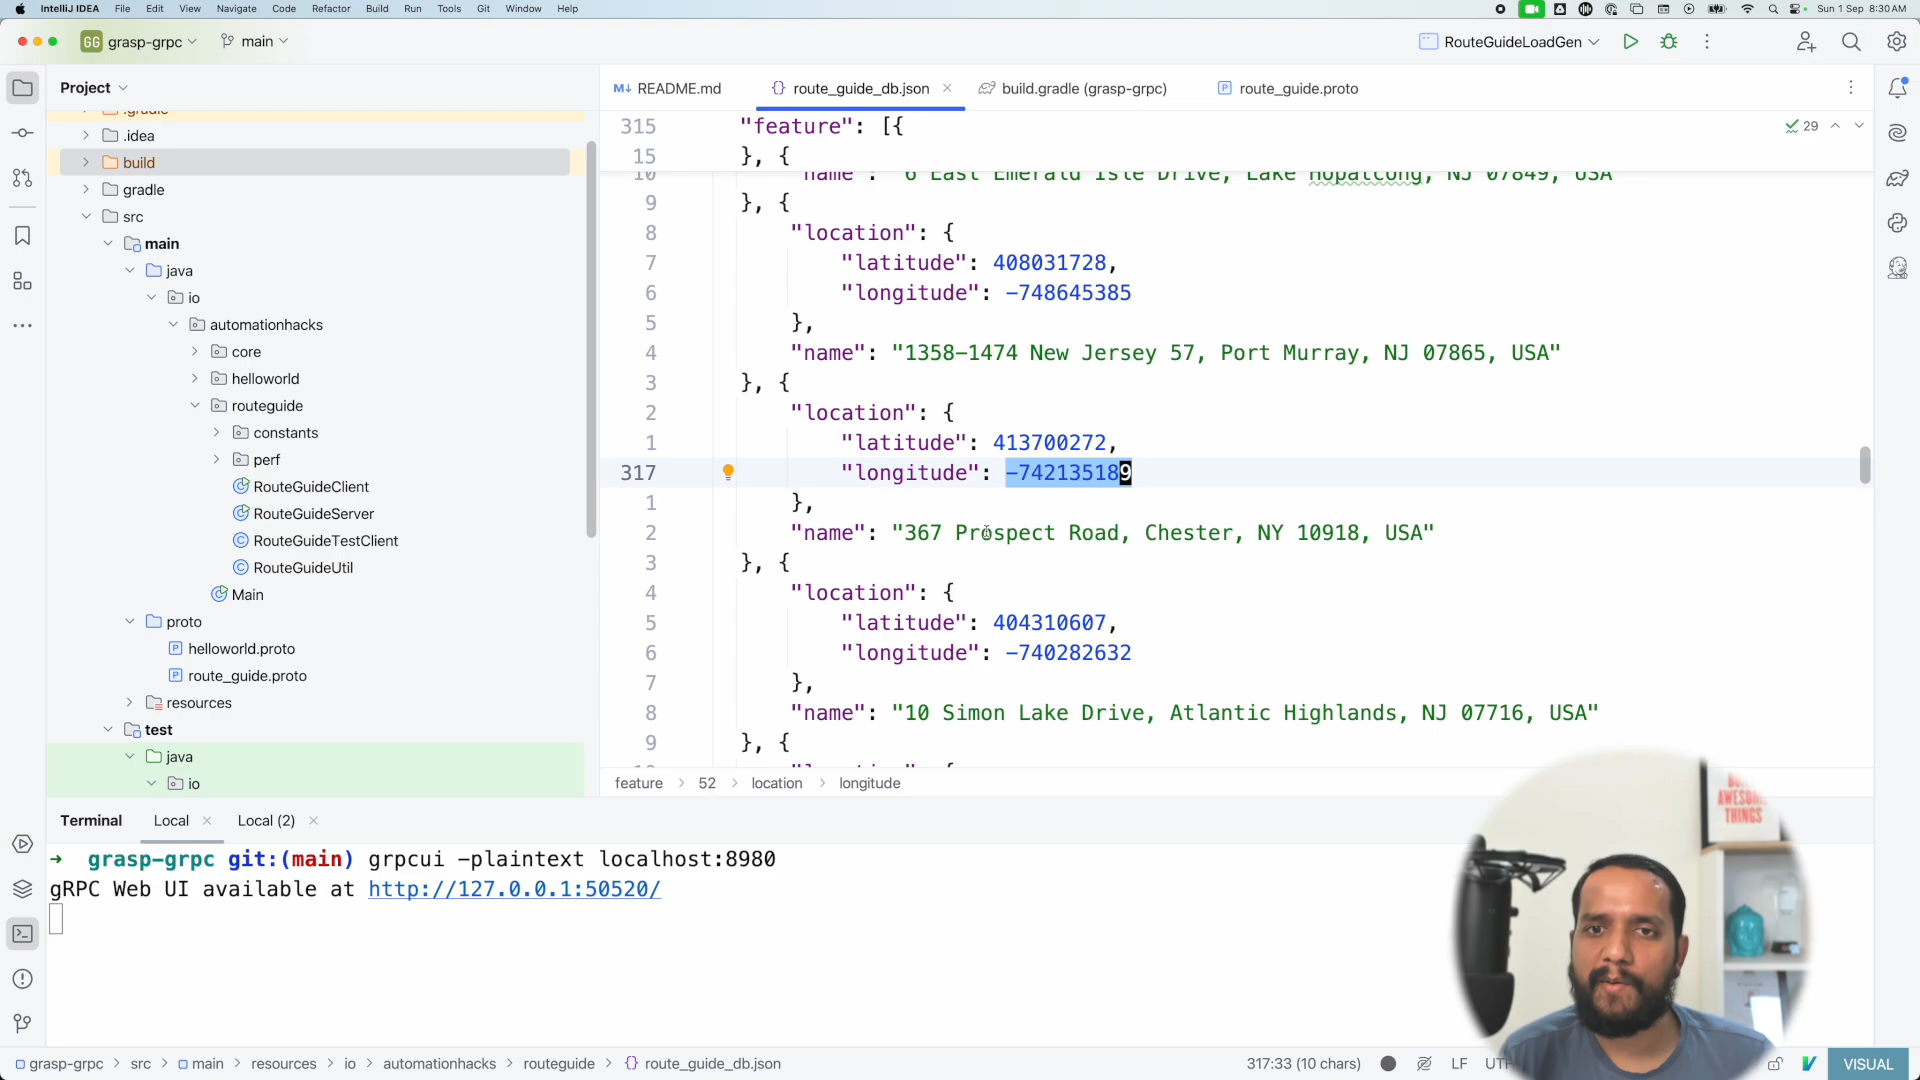 IntelliJ IDEA File Edit View Navigate Code Refactor Build Run Tools Git Window Help Sun 1 Sep 8:30 AM
GG grasp-grpc main RouteGuideLoadGen
Project
README.md route_guide_db.json build.gradle (grasp-grpc) route_guide.proto
.gradle
.idea
build
gradle
src
main
java
io
automationhacks
core
helloworld
routeguide
constants
perf
RouteGuideClient
RouteGuideServer
RouteGuideTestClient
RouteGuideUtil
Main
proto
helloworld.proto
route_guide.proto
resources
test
java
io
315 "feature": [{
29
15 }, {
10 "name": "6 East Emerald Isle Drive, Lake Hopatcong, NJ 07849, USA"
9 }, {
8 "location": {
7 "latitude": 408031728,
6 "longitude": -748645385
5 },
4 "name": "1358-1474 New Jersey 57, Port Murray, NJ 07865, USA"
3 }, {
2 "location": {
1 "latitude": 413700272,
317 "longitude": -742135189
1 },
2 "name": "367 Prospect Road, Chester, NY 10918, USA"
3 }, {
4 "location": {
5 "latitude": 404310607,
6 "longitude": -740282632
7 },
8 "name": "10 Simon Lake Drive, Atlantic Highlands, NJ 07716, USA"
9 }, {
feature > 52 > location > longitude
Terminal Local Local (2)
→ grasp-grpc git:(main) grpcui -plaintext localhost:8980
gRPC Web UI available at http://127.0.0.1:50520/
AWESOME
THINGS
grasp-grpc > src > main > resources > io > automationhacks > routeguide > route_guide_db.json
317:33 (10 chars) LF VISUAL